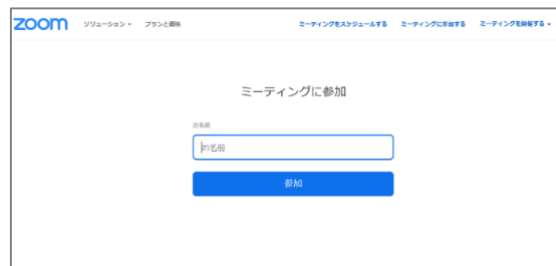 zoom ソリューション プランと価格 ミーティングをスケジュールする ミーティングに参加する ミーティングを開催する
ミーティングに参加
お名前
お名前
参加